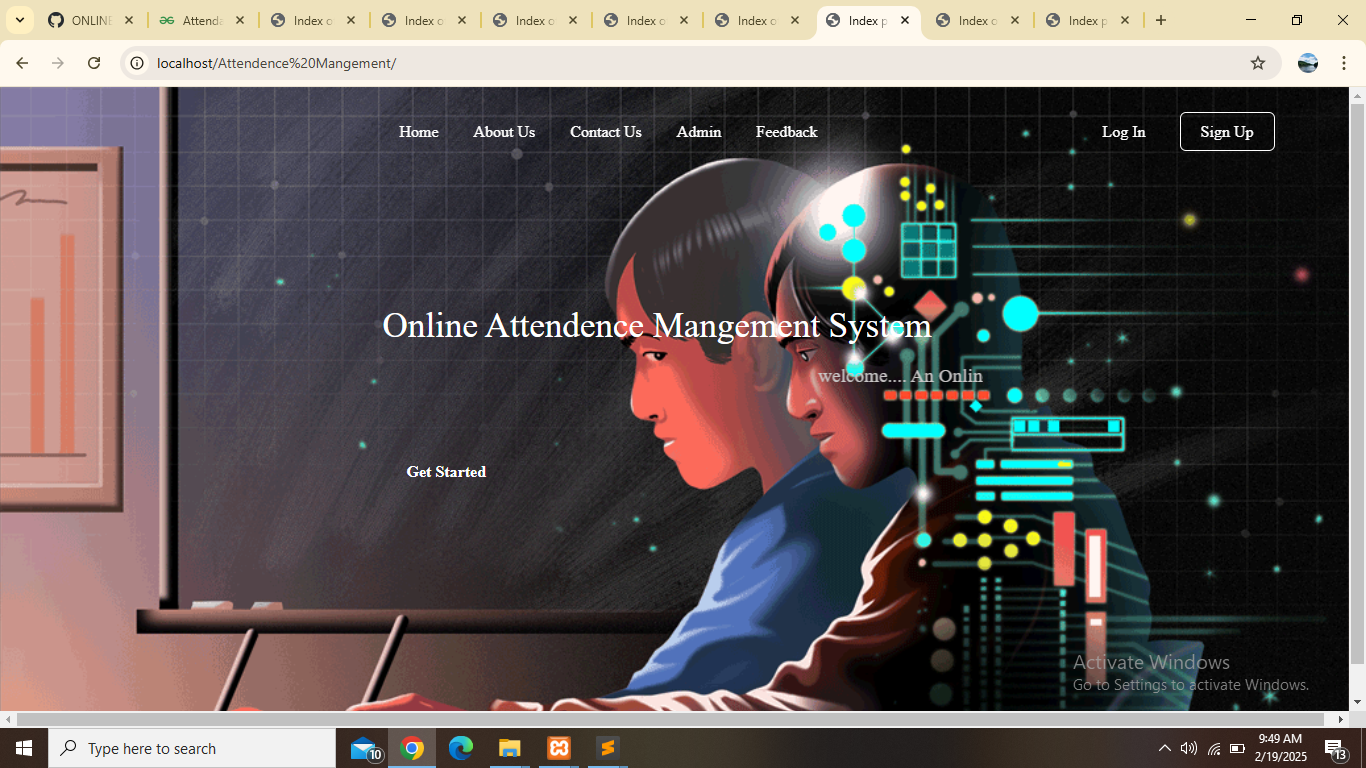 ONLINE
Attenda
Index o
Index o
Index o
Index o
Index o
Index p
Index o
Index p
localhost/Attendence%20Mangement/
Home About Us Contact Us Admin Feedback Log In Sign Up
Online Attendence Mangement System
welcome.... An Onlin
Get Started
Activate Windows
Go to Settings to activate Windows.
Type here to search
10
9:49 AM
2/19/2025
13